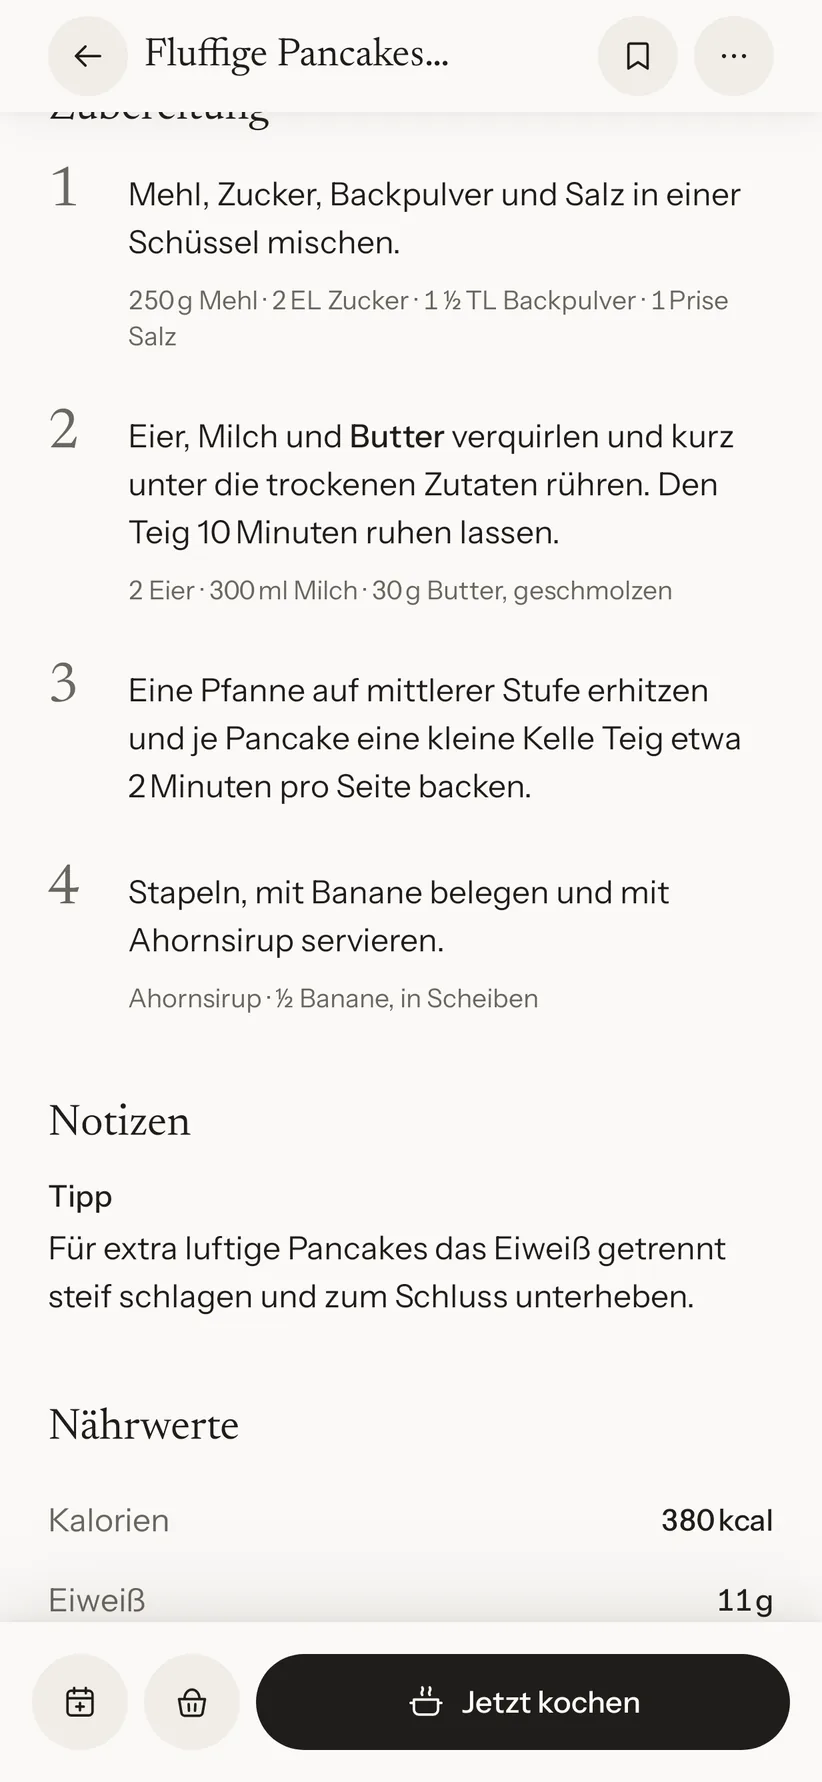 Fluffige Pancakes...
Zubereitung
1
Mehl, Zucker, Backpulver und Salz in einer
Schüssel mischen.
250 g Mehl · 2 EL Zucker · 1 ½ TL Backpulver · 1 Prise
Salz
2
Eier, Milch und Butter verquirlen und kurz
unter die trockenen Zutaten rühren. Den
Teig 10 Minuten ruhen lassen.
2 Eier · 300 ml Milch · 30 g Butter, geschmolzen
3
Eine Pfanne auf mittlerer Stufe erhitzen
und je Pancake eine kleine Kelle Teig etwa
2 Minuten pro Seite backen.
4
Stapeln, mit Banane belegen und mit
Ahornsirup servieren.
Ahornsirup · ½ Banane, in Scheiben
Notizen
Tipp
Für extra luftige Pancakes das Eiweiß getrennt
steif schlagen und zum Schluss unterheben.
Nährwerte
Kalorien 380 kcal
Eiweiß 11 g
Jetzt kochen